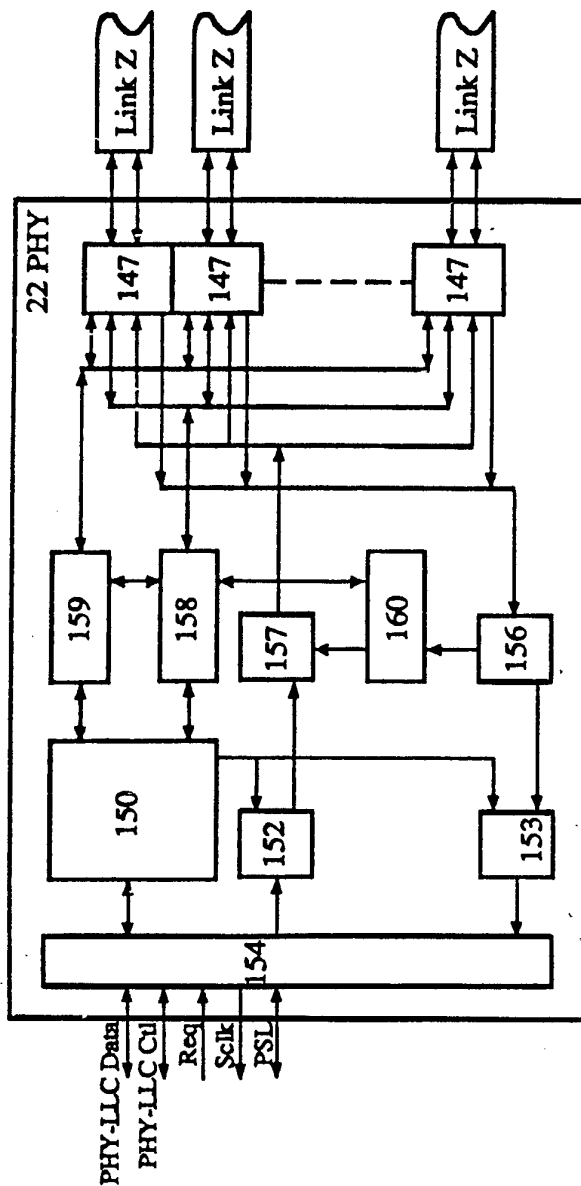 22 PHY
Link Z
Link Z
Link Z
147
147
147
159
158
157
160
156
150
152
153
154
PHY-LLC Data
PHY-LLC Ctl
Req
Sclk
PSL